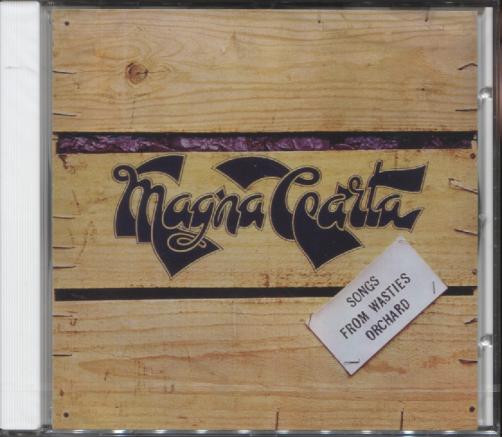 Magna Carta
SONGS
FROM WASTIES
ORCHARD